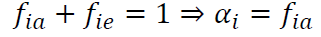 f_{ia} + f_{ie} = 1 ⇒ α_i = f_{ia}